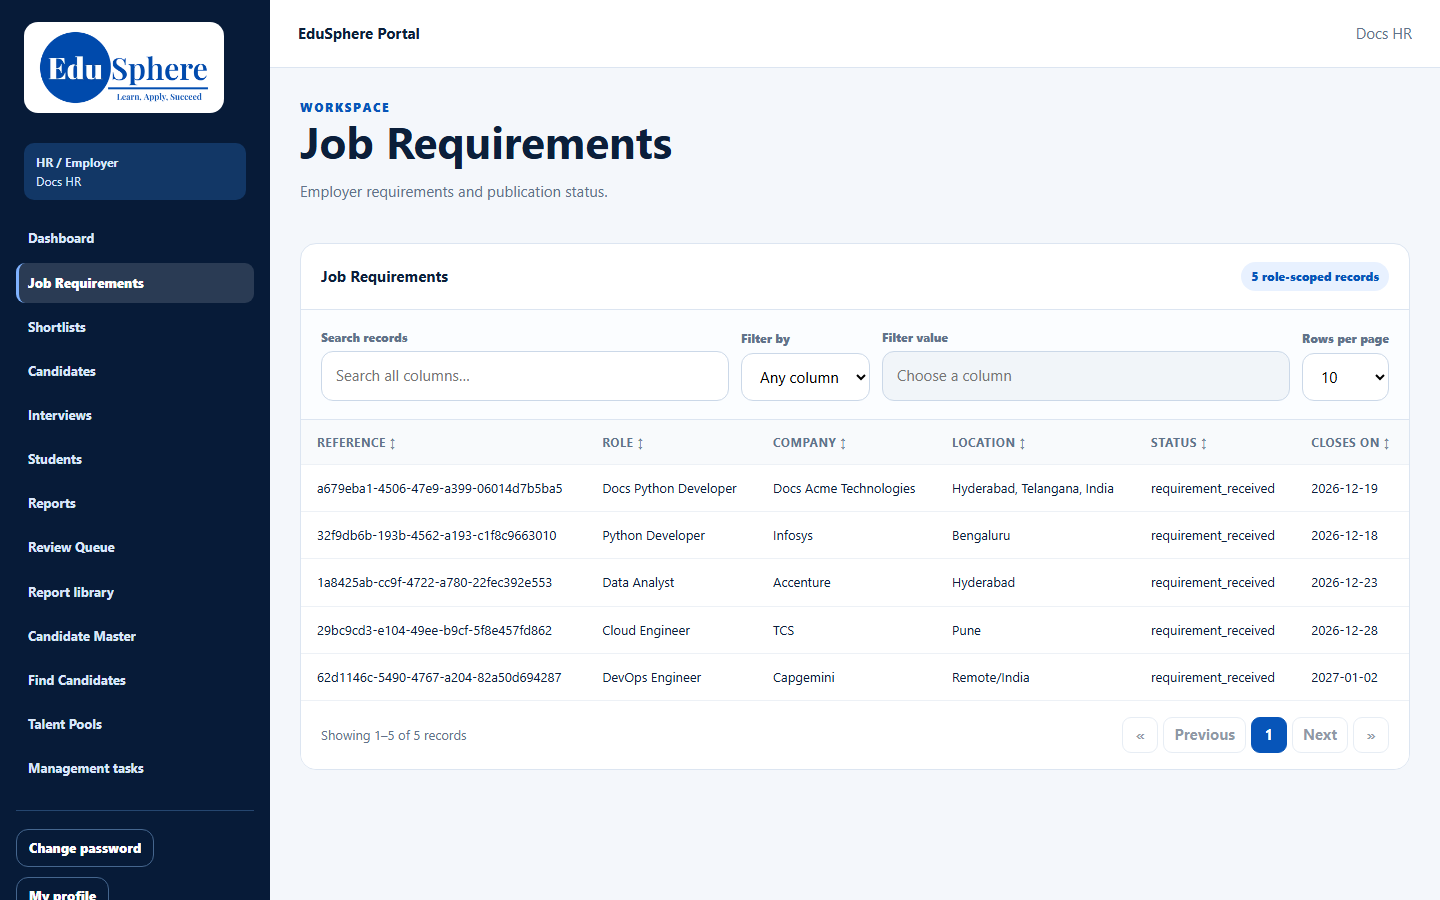 EduSphere
Learn. Apply. Succeed
HR / Employer
Docs HR
Dashboard
Job Requirements
Shortlists
Candidates
Interviews
Students
Reports
Review Queue
Report library
Candidate Master
Find Candidates
Talent Pools
Management tasks
Change password
My profile
EduSphere Portal
Docs HR
WORKSPACE
Job Requirements
Employer requirements and publication status.
Job Requirements
5 role-scoped records
Search records
Filter by
Filter value
Rows per page
Search all columns...
Any column
Choose a column
10
REFERENCE ↕ ROLE ↕ COMPANY ↕ LOCATION ↕ STATUS ↕ CLOSES ON ↕
a679eba1-4506-47e9-a399-06014d7b5ba5 Docs Python Developer Docs Acme Technologies Hyderabad, Telangana, India requirement_received 2026-12-19
32f9db6b-193b-4562-a193-c1f8c9663010 Python Developer Infosys Bengaluru requirement_received 2026-12-18
1a8425ab-cc9f-4722-a780-22fec392e553 Data Analyst Accenture Hyderabad requirement_received 2026-12-23
29bc9cd3-e104-49ee-b9cf-5f8e457fd862 Cloud Engineer TCS Pune requirement_received 2026-12-28
62d1146c-5490-4767-a204-82a50d694287 DevOps Engineer Capgemini Remote/India requirement_received 2027-01-02
Showing 1–5 of 5 records
« Previous 1 Next »